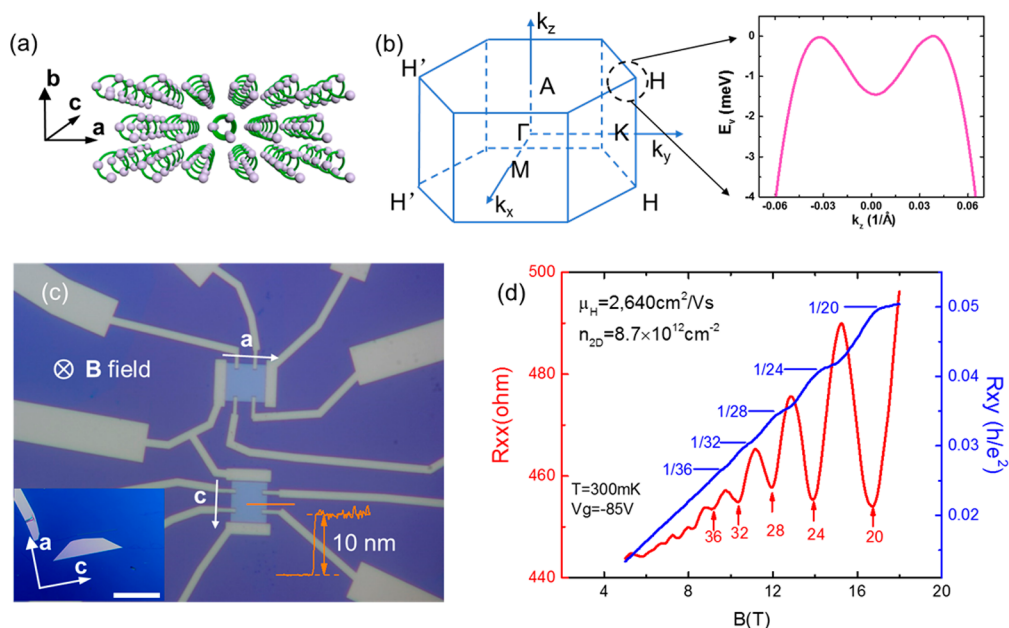 (a)
b
c
a
(b)
k_z
H'
A
H
Γ
K
k_y
M
H'
k_x
H
E_v (meV)
0
-1
-2
-3
-4
-0.06 -0.03 0.00 0.03 0.06
k_z (1/Å)
(c)
a
⊗ B field
c
10 nm
a
c
(d)
500
480
460
440
Rxx(ohm)
μ_H=2,640cm²/Vs
n_2D=8.7×10¹²cm⁻²
1/20
1/24
1/28
1/32
1/36
T=300mK
Vg=-85V
36 32 28 24 20
0.05
0.04
0.03
0.02
Rxy (h/e²)
4 8 12 16 20
B(T)